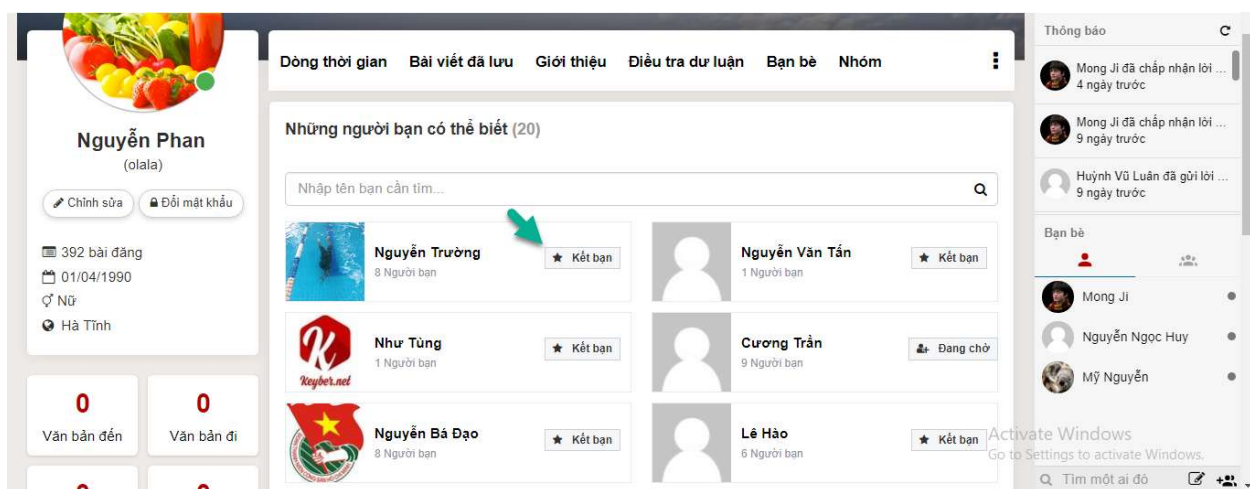 Nguyễn Phan
(olala)
Chỉnh sửa
Đổi mật khẩu
392 bài đăng
01/04/1990
Nữ
Hà Tĩnh
0
Văn bản đến
0
Văn bản đi
Dòng thời gian Bài viết đã lưu Giới thiệu Điều tra dư luận Bạn bè Nhóm
Những người bạn có thể biết (20)
Nhập tên bạn cần tìm...
Nguyễn Trường
8 Người bạn
Kết bạn
Nguyễn Văn Tấn
1 Người bạn
Kết bạn
Keyber.net
Như Tùng
1 Người bạn
Kết bạn
Cương Trần
9 Người bạn
Đang chờ
Nguyễn Bá Đạo
8 Người bạn
Kết bạn
Lê Hào
6 Người bạn
Kết bạn
Thông báo
Mong Ji đã chấp nhận lời ...
4 ngày trước
Mong Ji đã chấp nhận lời ...
9 ngày trước
Huỳnh Vũ Luân đã gửi lời ...
9 ngày trước
Bạn bè
Mong Ji
Nguyễn Ngọc Huy
Mỹ Nguyễn
Activate Windows
Go to Settings to activate Windows.
Tìm một ai đó